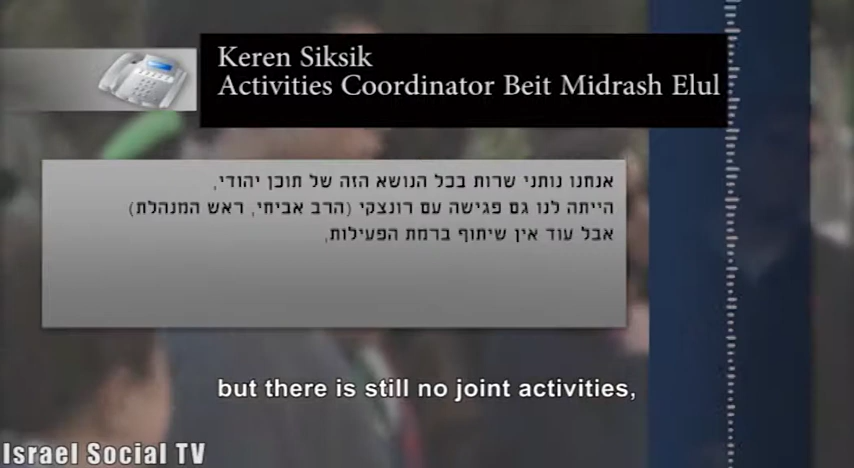 Keren Siksik
Activities Coordinator Beit Midrash Elul
אנחנו נותני שרות בכל הנושא הזה של תוכן יהודי,
הייתה לנו גם פגישה עם רונצקי (הרב אביחי, ראש המנהלת)
אבל עוד אין שיתוף ברמת הפעילות,
but there is still no joint activities,
Israel Social TV